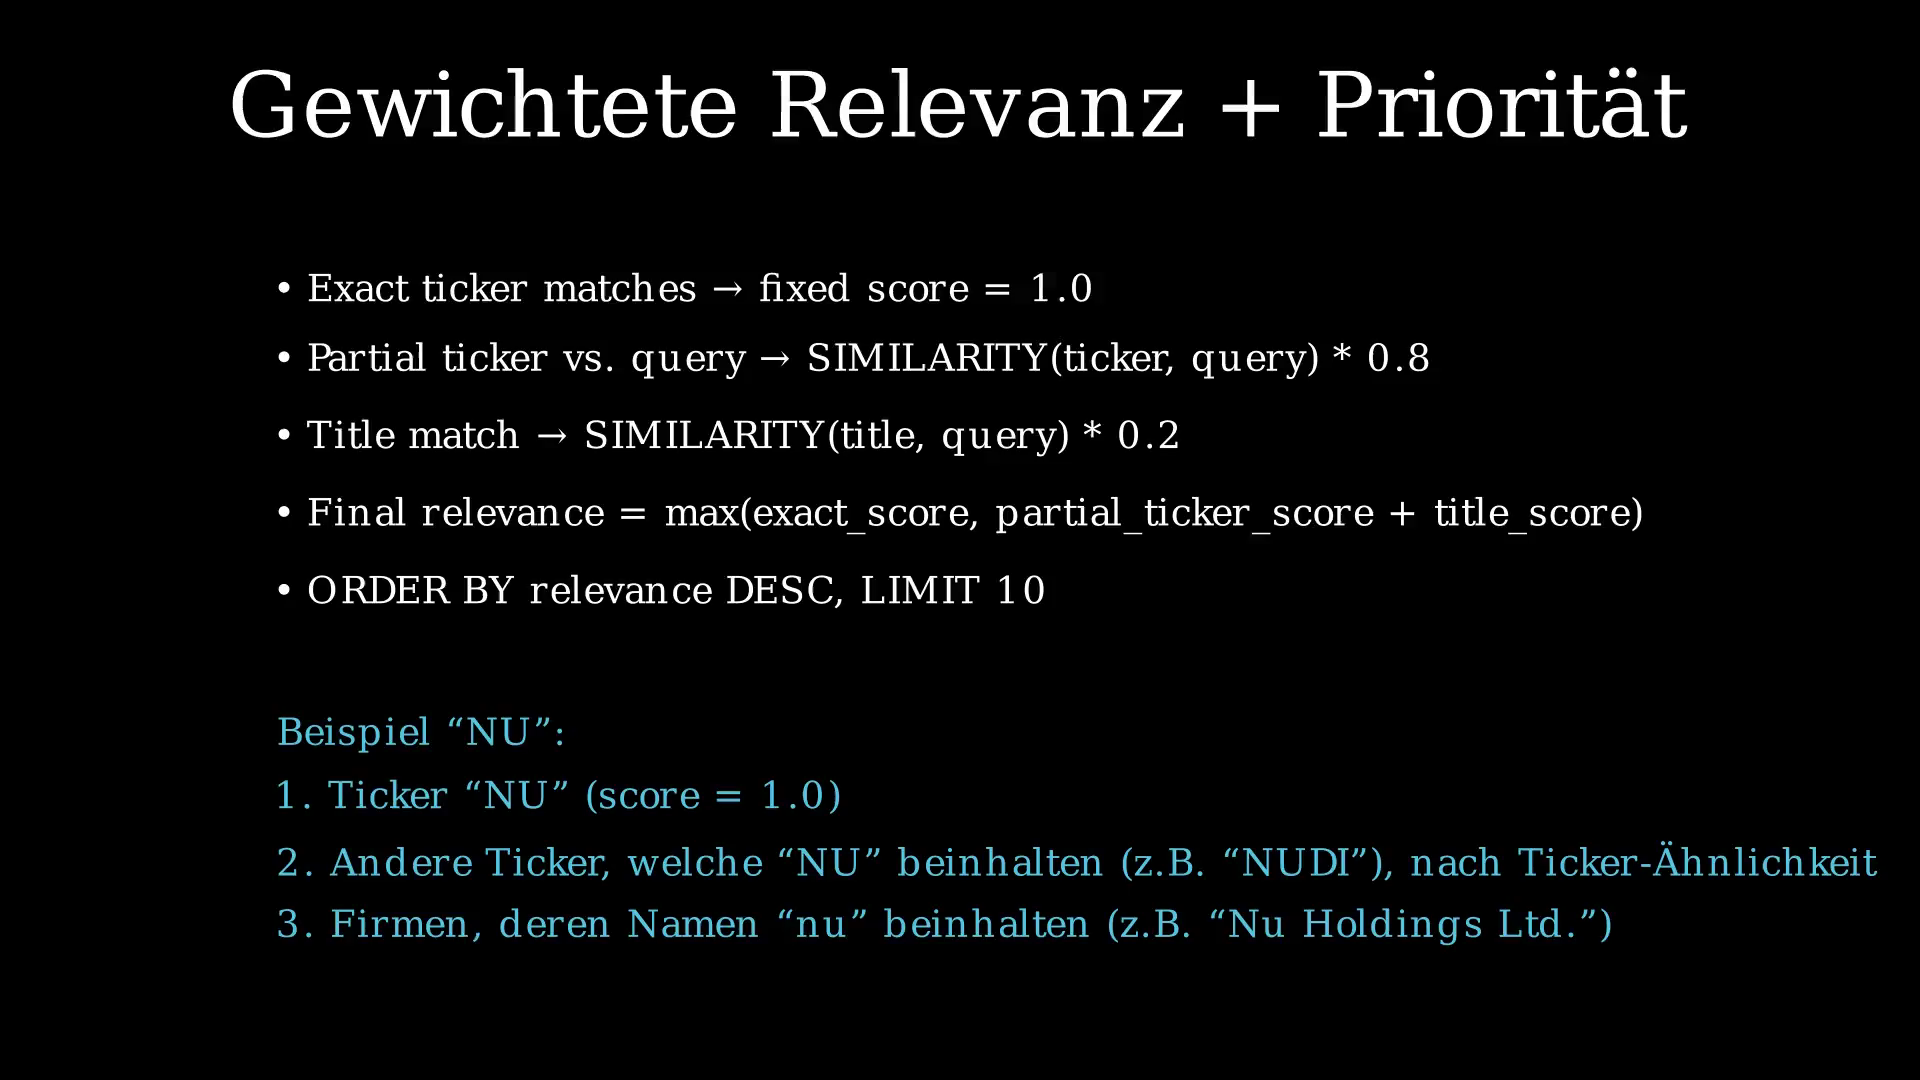 Gewichtete Relevanz + Priorität
• Exact ticker matches → fixed score = 1.0
• Partial ticker vs. query → SIMILARITY(ticker, query) * 0.8
• Title match → SIMILARITY(title, query) * 0.2
• Final relevance = max(exact_score, partial_ticker_score + title_score)
• ORDER BY relevance DESC, LIMIT 10
Beispiel “NU”:
1. Ticker “NU” (score = 1.0)
2. Andere Ticker, welche “NU” beinhalten (z.B. “NUDI”), nach Ticker-Ähnlichkeit
3. Firmen, deren Namen “nu” beinhalten (z.B. “Nu Holdings Ltd.”)